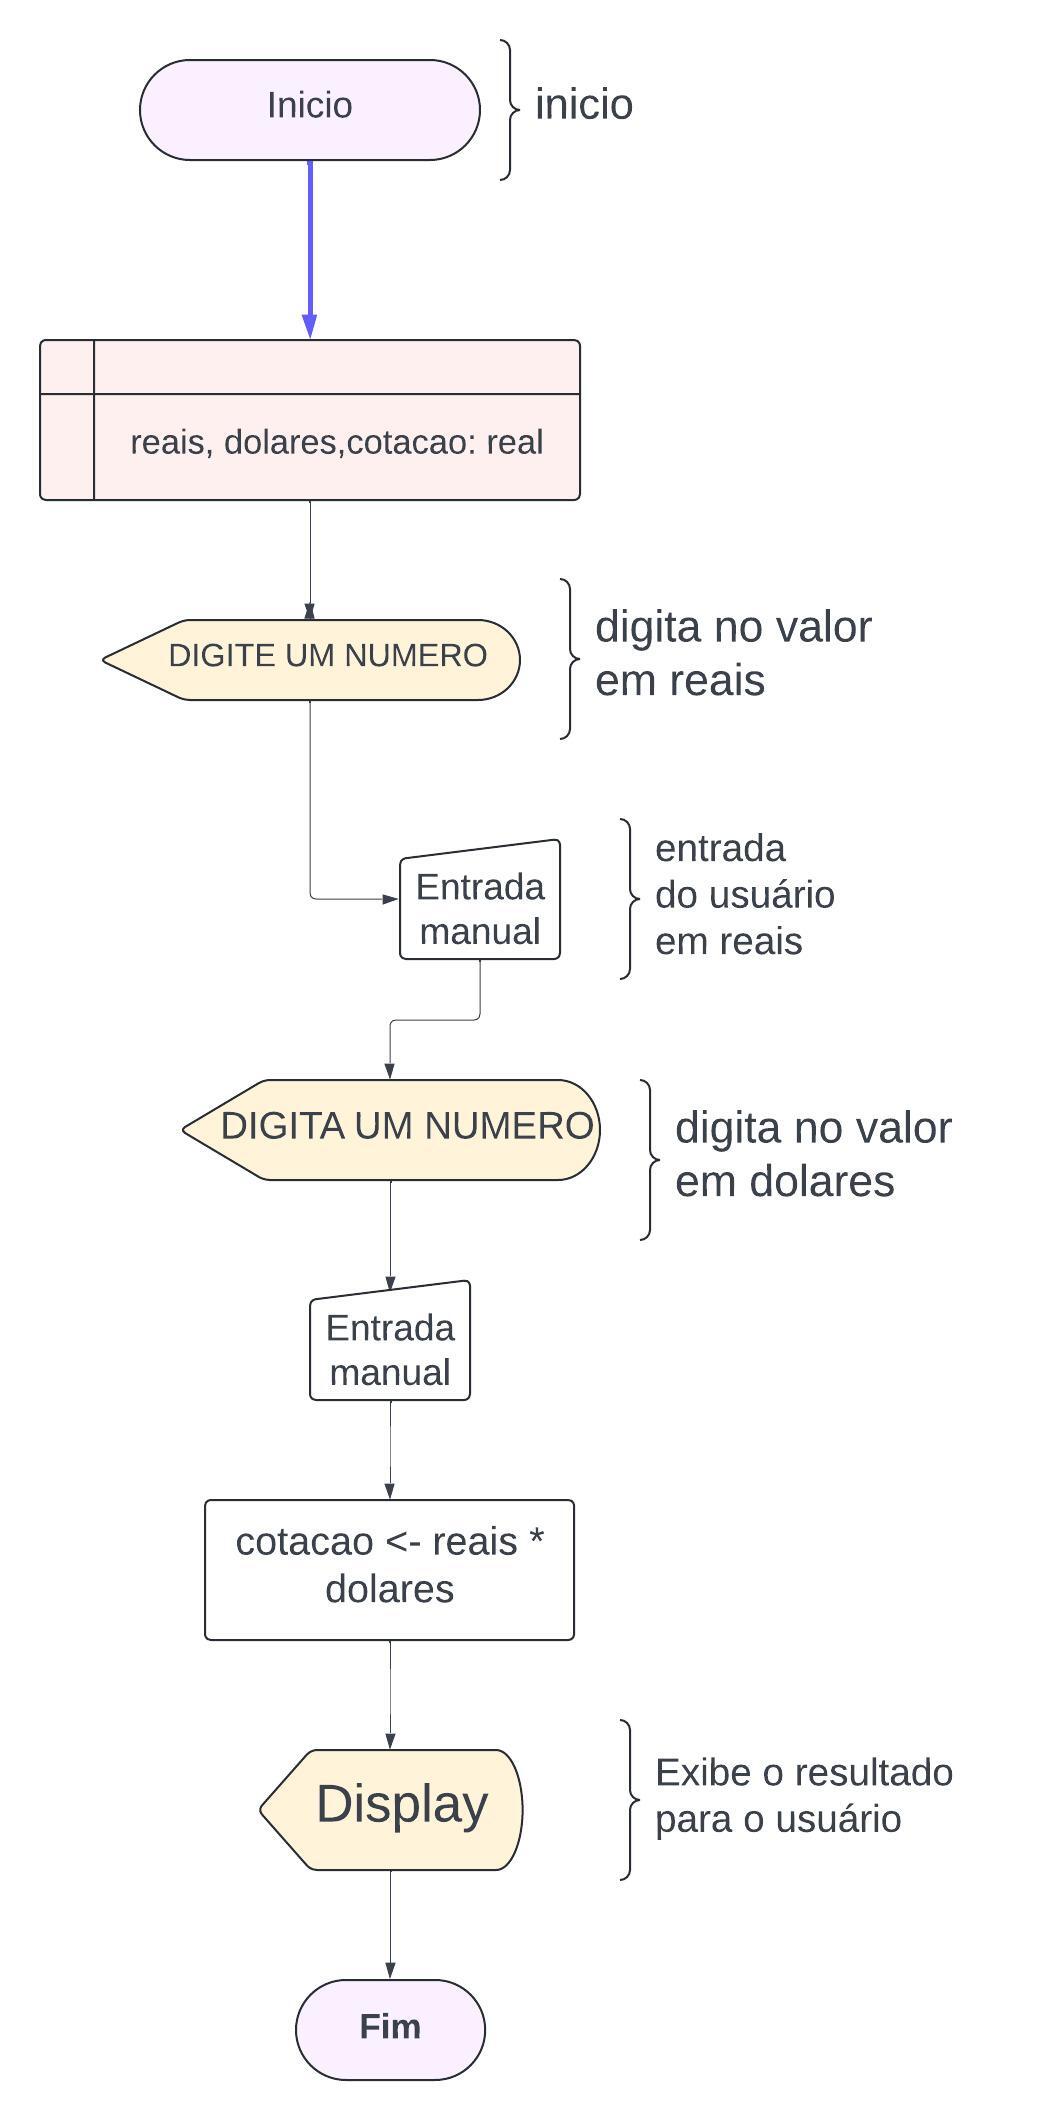 Inicio
inicio
reais, dolares,cotacao: real
DIGITE UM NUMERO
digita no valor
em reais
Entrada
manual
entrada
do usuário
em reais
DIGITA UM NUMERO
digita no valor
em dolares
Entrada
manual
cotacao <- reais *
dolares
Display
Exibe o resultado
para o usuário
Fim